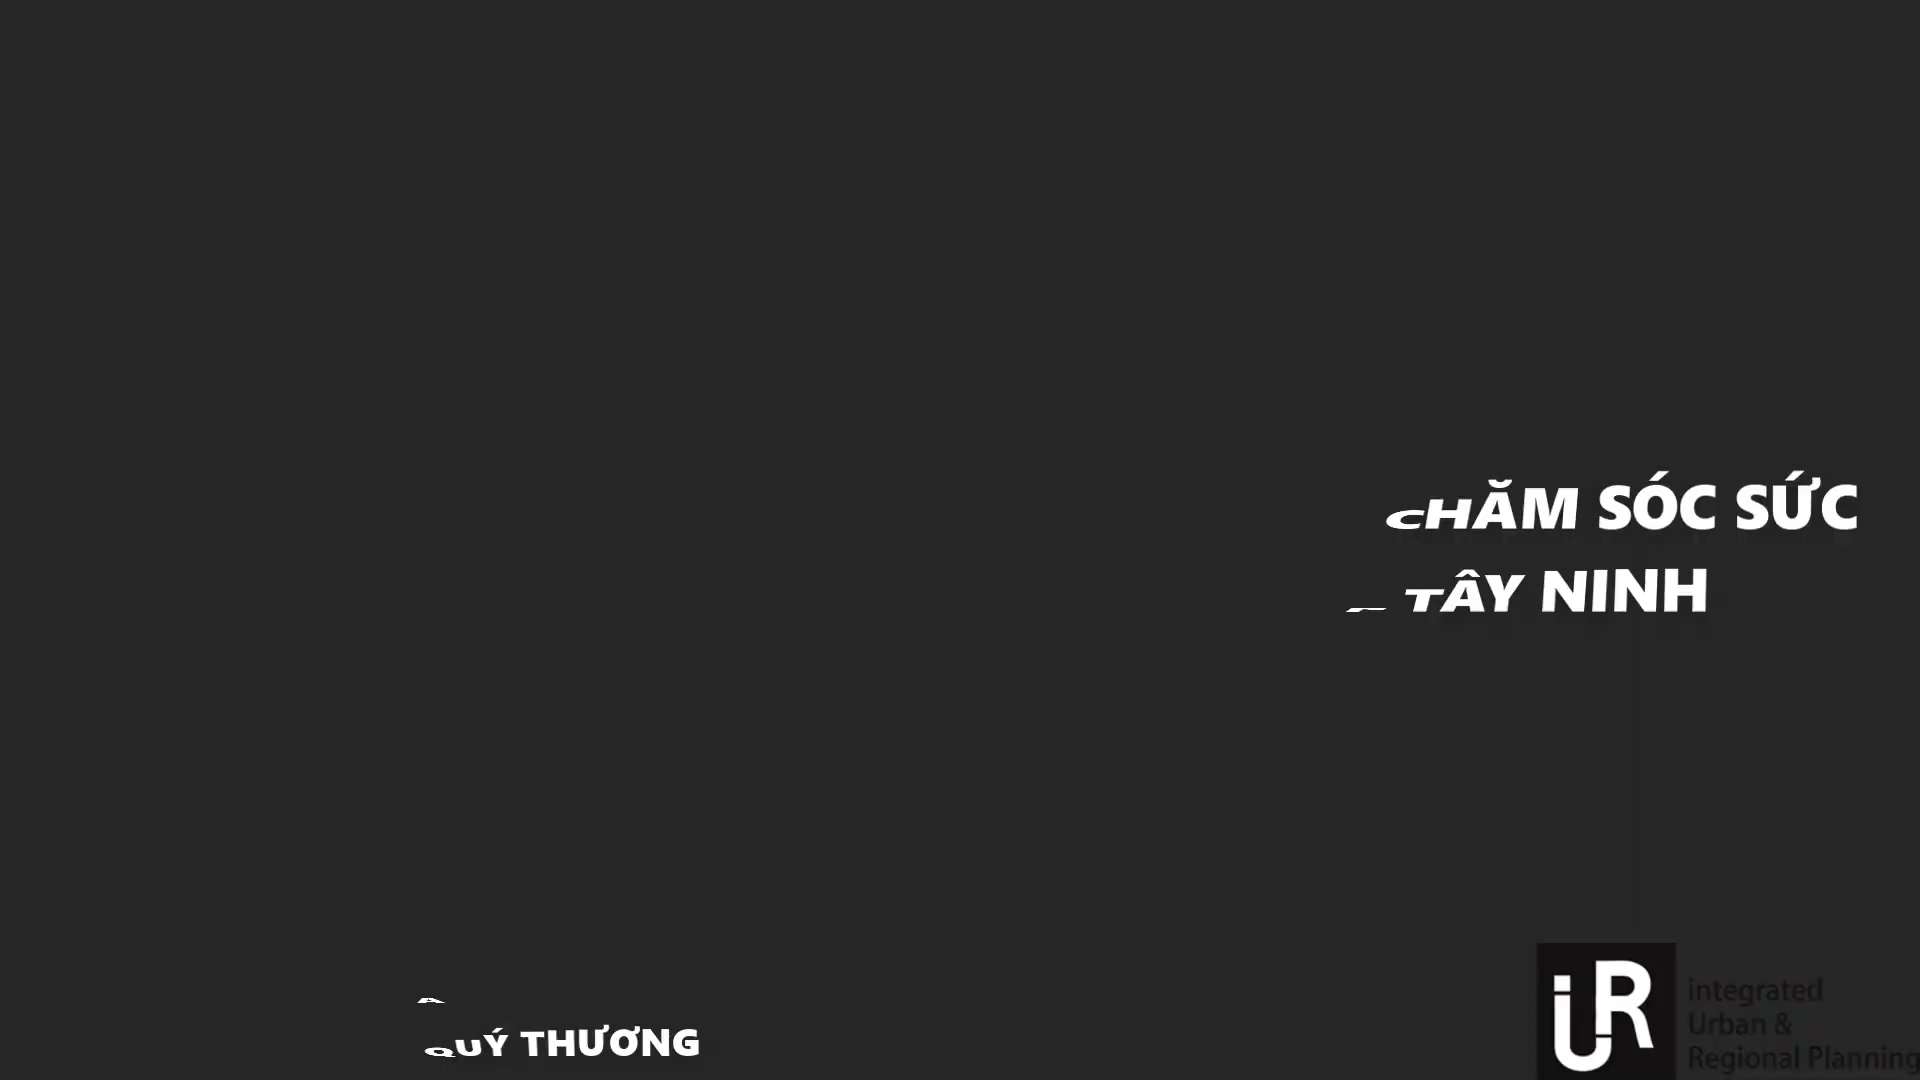 CHĂM SÓC SỨC
TÂY NINH
QUÝ THƯƠNG
iUR
integrated
Urban &
Regional Planning